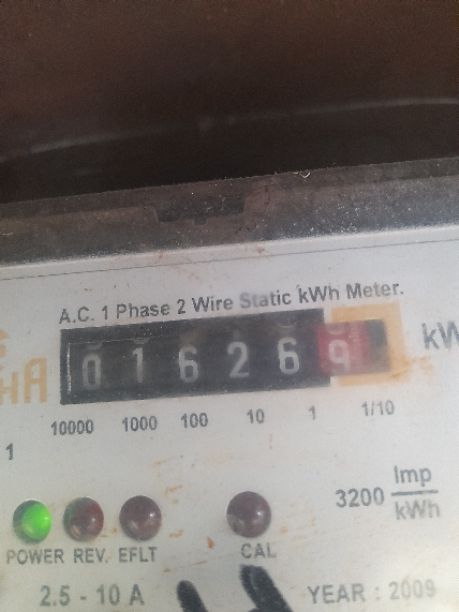 A.C. 1 Phase 2 Wire Static kWh Meter.
0 1 6 2 6 9
10000 1000 100 10 1 1/10
1
3200 Imp/kWh
POWER REV. EFLT CAL
2.5 - 10 A YEAR : 2009